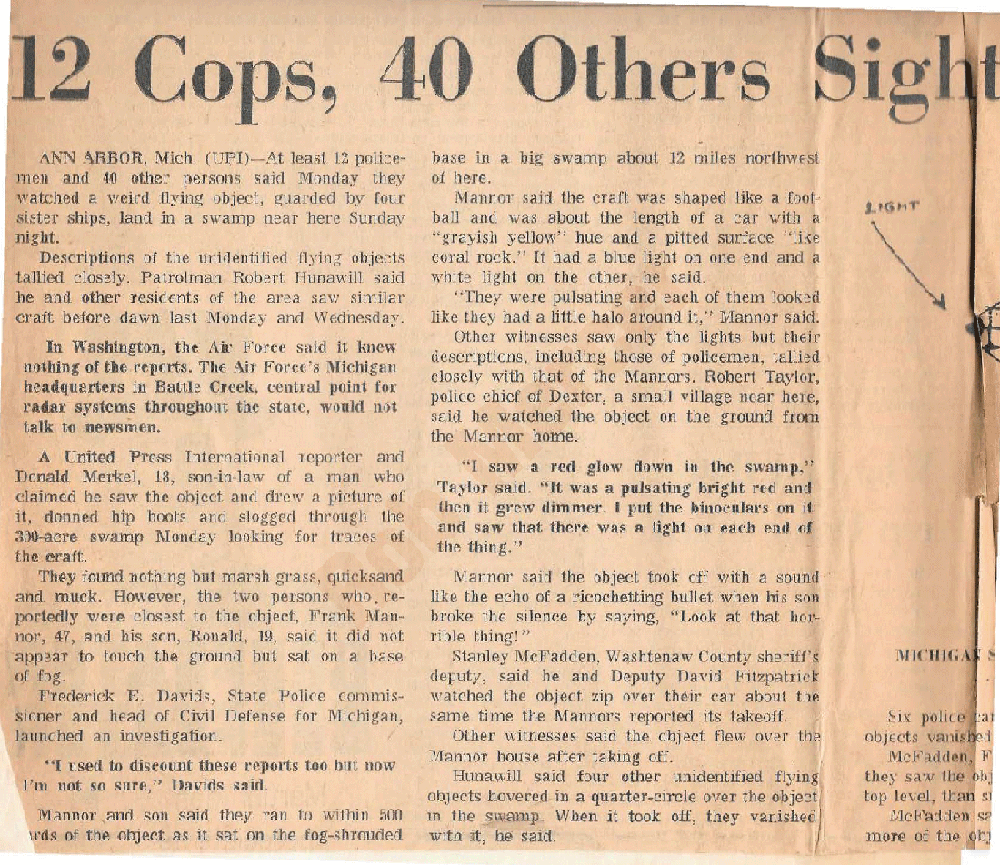 12 Cops, 40 Others Sight
ANN ARBOR, Mich (UPI)—At least 12 police-
men and 40 other persons said Monday they
watched a weird flying object, guarded by four
sister ships, land in a swamp near here Sunday
night.
Descriptions of the unidentified flying objects
tallied closely. Patrolman Robert Hunawill said
he and other residents of the area saw similar
craft before dawn last Monday and Wednesday.
In Washington, the Air Force said it knew
nothing of the reports. The Air Force's Michigan
headquarters in Battle Creek, central point for
radar systems throughout the state, would not
talk to newsmen.
A United Press International reporter and
Donald Merkel, 18, son-in-law of a man who
claimed he saw the object and drew a picture of
it, donned hip boots and slogged through the
300-acre swamp Monday looking for traces of
the craft.
They found nothing but marsh grass, quicksand
and muck. However, the two persons who re-
portedly were closest to the object, Frank Man-
nor, 47, and his son, Ronald, 19, said it did not
appear to touch the ground but sat on a base
of fog.
Frederick E. Davids, State Police commis-
sioner and head of Civil Defense for Michigan,
launched an investigation.
"I used to discount these reports too but now
I'm not so sure," Davids said.
Mannor and son said they ran to within 500
ards of the object as it sat on the fog-shrouded
base in a big swamp about 12 miles northwest
of here.
Mannor said the craft was shaped like a foot-
ball and was about the length of a car with a
"grayish yellow" hue and a pitted surface "like
coral rock." It had a blue light on one end and a
white light on the other, he said.
"They were pulsating and each of them looked
like they had a little halo around it," Mannor said.
Other witnesses saw only the lights but their
descriptions, including those of policemen, tallied
closely with that of the Mannors. Robert Taylor,
police chief of Dexter, a small village near here,
said he watched the object on the ground from
the Mannor home.
"I saw a red glow down in the swamp,"
Taylor said. "It was a pulsating bright red and
then it grew dimmer. I put the binoculars on it
and saw that there was a light on each end of
the thing."
Mannor said the object took off with a sound
like the echo of a ricochetting bullet when his son
broke the silence by saying, "Look at that hor-
rible thing!"
Stanley McFadden, Washtenaw County sheriff's
deputy, said he and Deputy David Fitzpatrick
watched the object zip over their car about the
same time the Mannors reported its takeoff.
Other witnesses said the object flew over the
Mannor house after taking off.
Hunawill said four other unidentified flying
objects hovered in a quarter-circle over the object
in the swamp. When it took off, they vanished
with it, he said.
LIGHT
MICHIGAN S
Six police car
objects vanished
McFadden, F
they saw the obj
top level, than s
McFadden sa
more of the obj